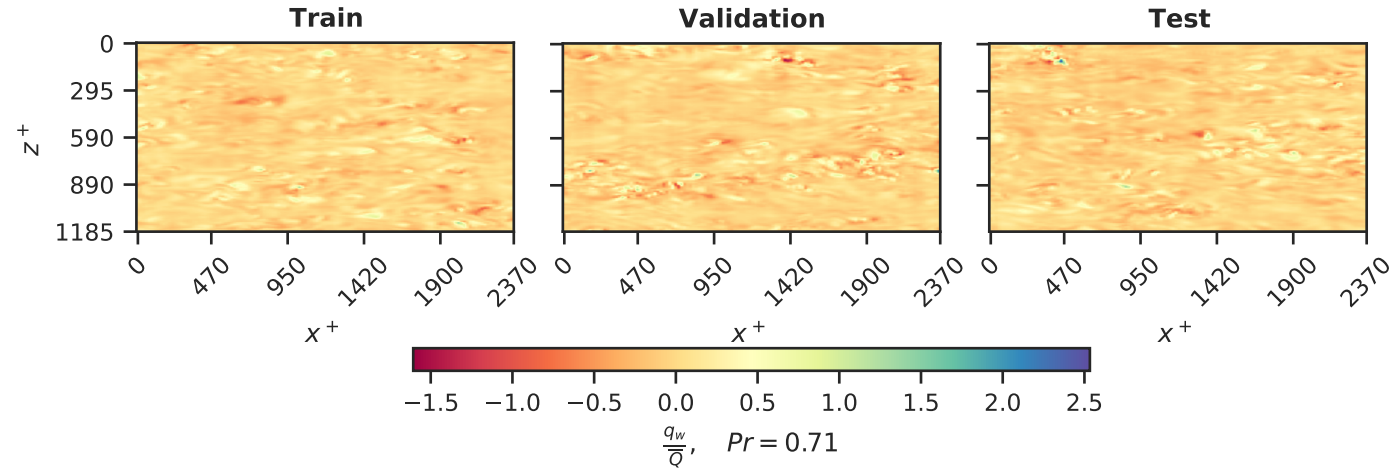 Train Validation Test
0
295
590
890
1185
z⁺
0 470 950 1420 1900 2370 0 470 950 1420 1900 2370 0 470 950 1420 1900 2370
x⁺ x⁺ x⁺
−1.5 −1.0 −0.5 0.0 0.5 1.0 1.5 2.0 2.5
q_w/Q̅, Pr = 0.71